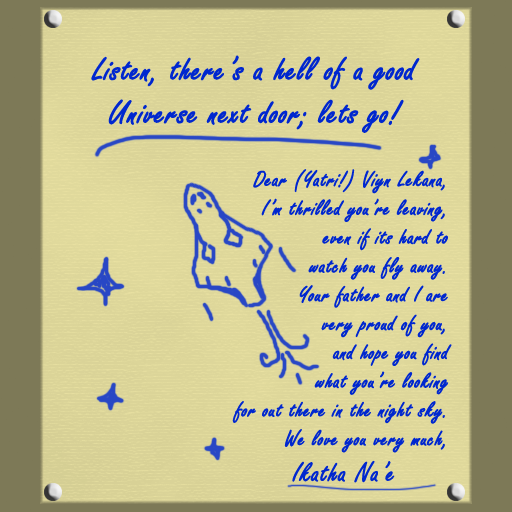 Listen, there's a hell of a good
Universe next door; lets go!
Dear (Yatri!) Viyn Lekana,
I'm thrilled you're leaving,
even if its hard to
watch you fly away.
Your father and I are
very proud of you,
and hope you find
what you're looking
for out there in the night sky.
We love you very much,
Ikatha Na'e